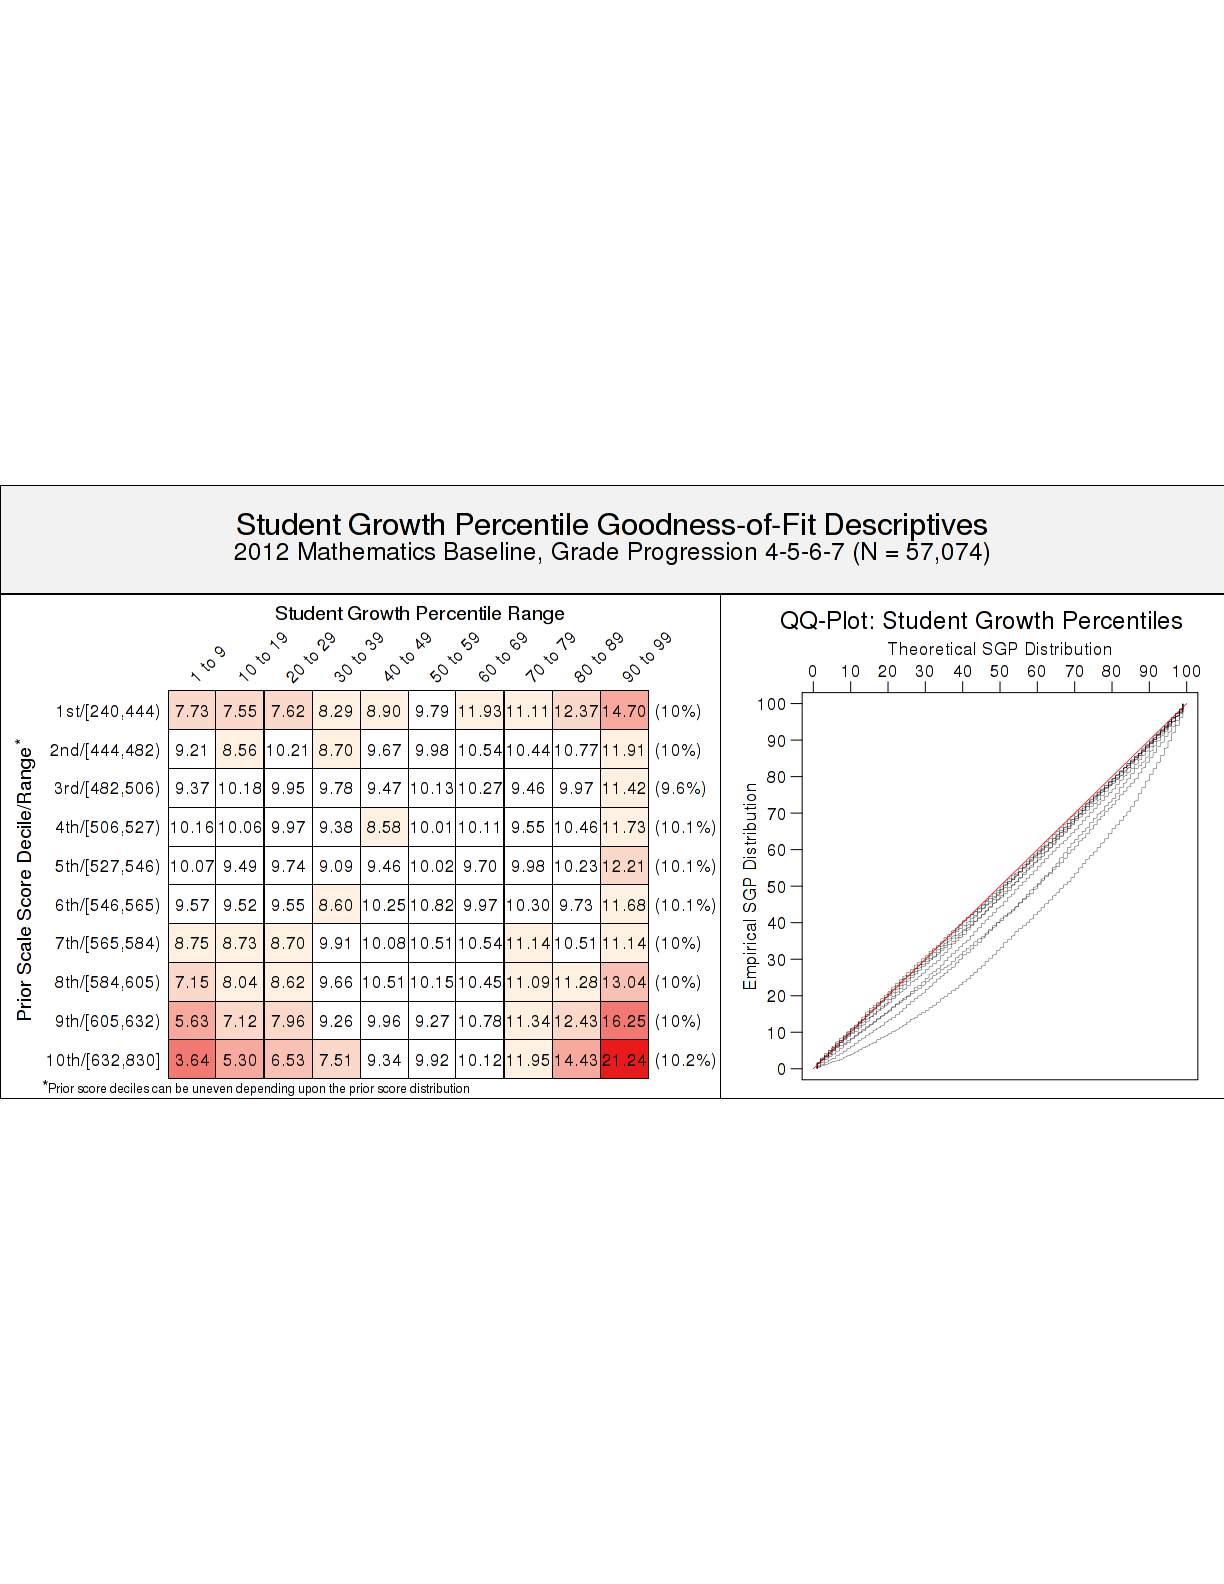 Student Growth Percentile Goodness-of-Fit Descriptives
2012 Mathematics Baseline, Grade Progression 4-5-6-7 (N = 57,074)
Student Growth Percentile Range
1 to 9 10 to 19 20 to 29 30 to 39 40 to 49 50 to 59 60 to 69 70 to 79 80 to 89 90 to 99
Prior Scale Score Decile/Range*
1st/[240,444) 7.73 7.55 7.62 8.29 8.90 9.79 11.93 11.11 12.37 14.70 (10%)
2nd/[444,482) 9.21 8.56 10.21 8.70 9.67 9.98 10.54 10.44 10.77 11.91 (10%)
3rd/[482,506) 9.37 10.18 9.95 9.78 9.47 10.13 10.27 9.46 9.97 11.42 (9.6%)
4th/[506,527) 10.16 10.06 9.97 9.38 8.58 10.01 10.11 9.55 10.46 11.73 (10.1%)
5th/[527,546) 10.07 9.49 9.74 9.09 9.46 10.02 9.70 9.98 10.23 12.21 (10.1%)
6th/[546,565) 9.57 9.52 9.55 8.60 10.25 10.82 9.97 10.30 9.73 11.68 (10.1%)
7th/[565,584) 8.75 8.73 8.70 9.91 10.08 10.51 10.54 11.14 10.51 11.14 (10%)
8th/[584,605) 7.15 8.04 8.62 9.66 10.51 10.15 10.45 11.09 11.28 13.04 (10%)
9th/[605,632) 5.63 7.12 7.96 9.26 9.96 9.27 10.78 11.34 12.43 16.25 (10%)
10th/[632,830] 3.64 5.30 6.53 7.51 9.34 9.92 10.12 11.95 14.43 21.24 (10.2%)
*Prior score deciles can be uneven depending upon the prior score distribution
QQ-Plot: Student Growth Percentiles
Theoretical SGP Distribution
0 10 20 30 40 50 60 70 80 90 100
Empirical SGP Distribution
100
90
80
70
60
50
40
30
20
10
0